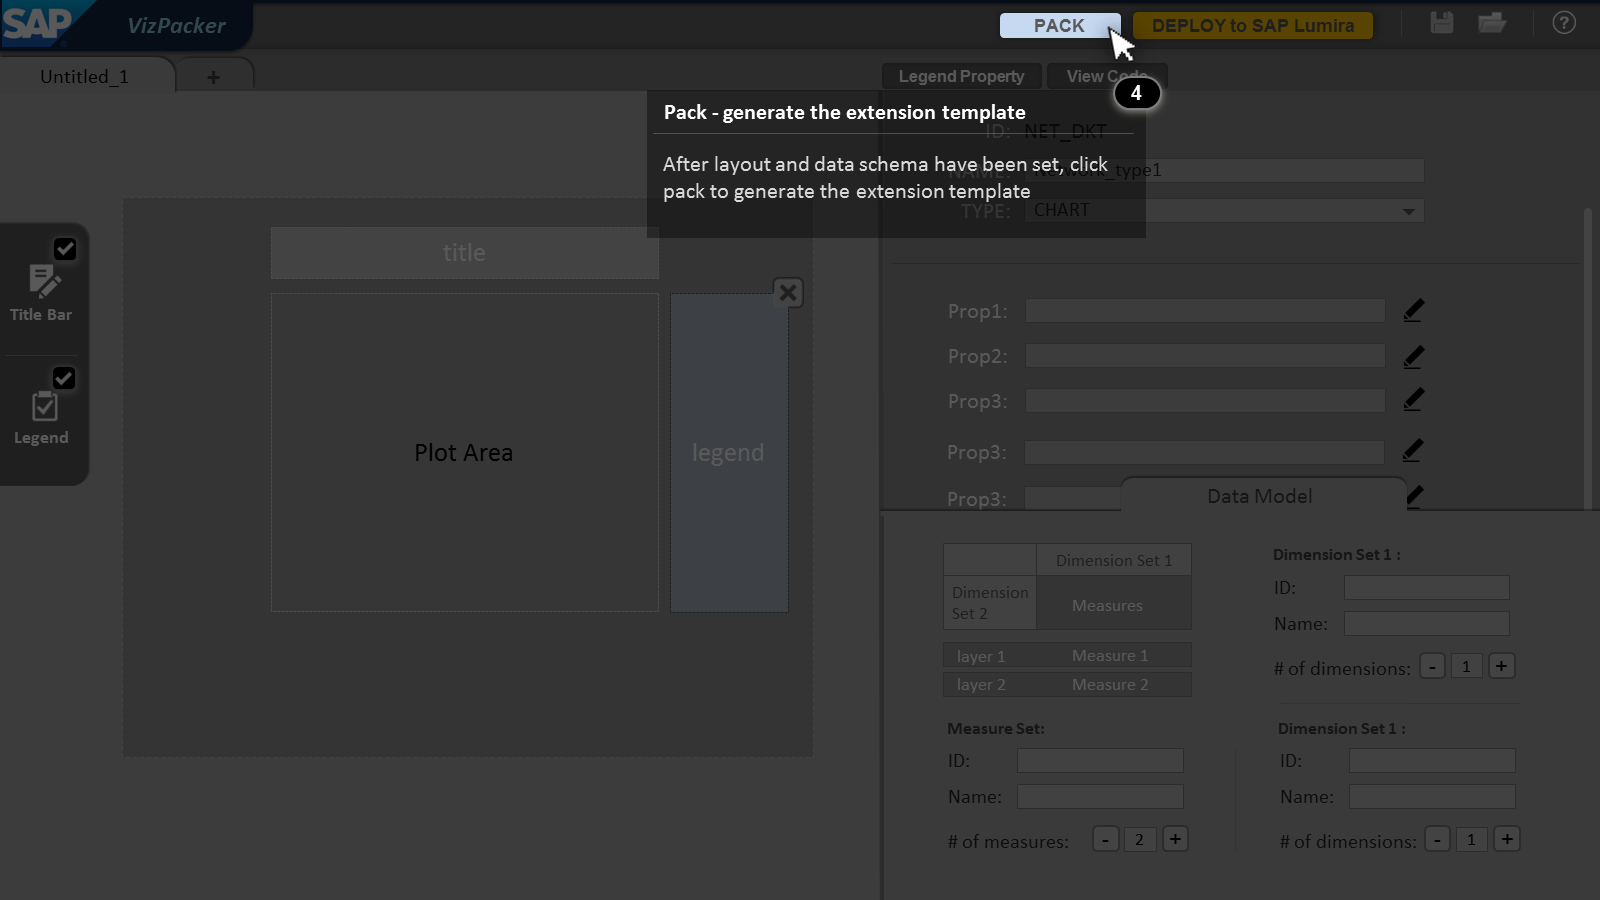 SAP
VizPacker
PACK
DEPLOY to SAP Lumira
?
Untitled_1
+
Legend Property
View Code
4
Pack - generate the extension template
After layout and data schema have been set, click
pack to generate the extension template
ID: NET_DKT
NAME: Network_type1
TYPE: CHART
Title Bar
Legend
title
Plot Area
legend
Prop1:
Prop2:
Prop3:
Prop3:
Prop3:
Data Model
Dimension Set 1
Dimension
Set 2
Measures
layer 1 Measure 1
layer 2 Measure 2
Dimension Set 1 :
ID:
Name:
# of dimensions: - 1 +
Measure Set:
ID:
Name:
# of measures: - 2 +
Dimension Set 1 :
ID:
Name:
# of dimensions: - 1 +